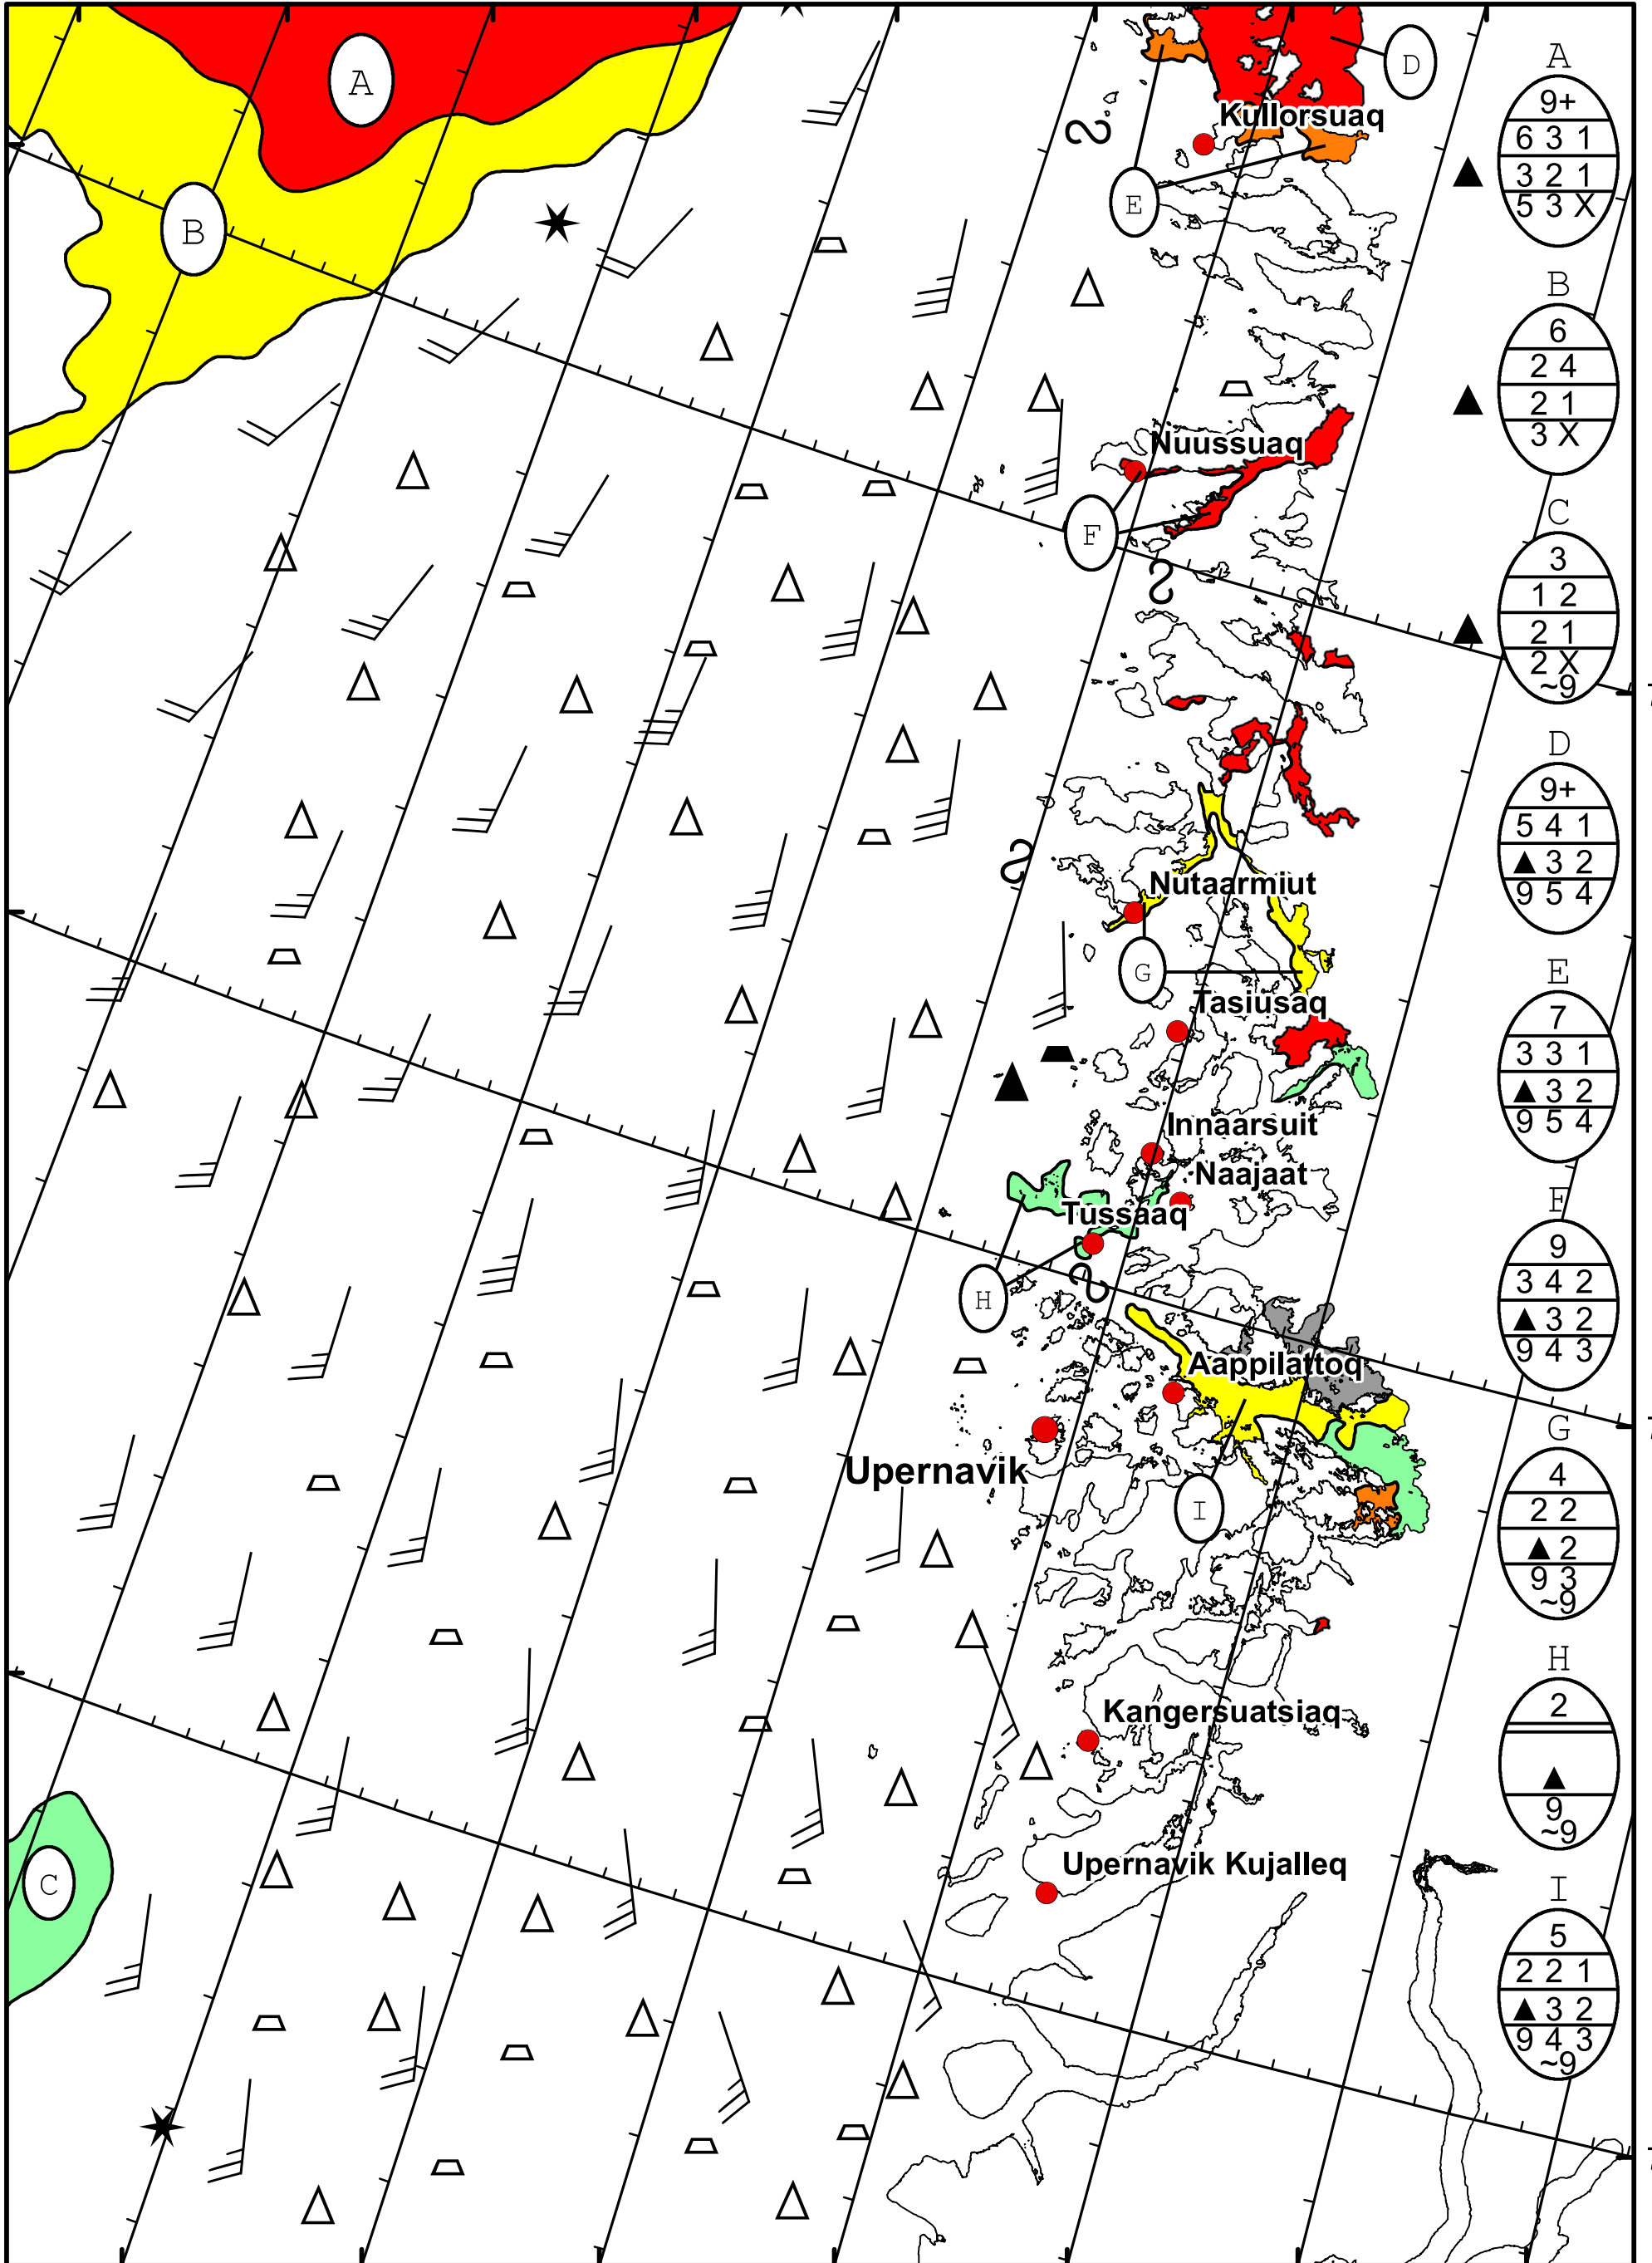 A
B
D
Kullorsuaq
E
Nuussuaq
F
Nutaarmiut
G
Tasiusaq
Innaarsuit
Naajaat
Tussaaq
H
Aappilattoq
Upernavik
I
Kangersuatsiaq
Upernavik Kujalleq
C
A
9+
6 3 1
3 2 1
5 3 X
B
6
2 4
2 1
3 X
C
3
1 2
2 1
2 X
~9
D
9+
5 4 1
▲ 3 2
9 5 4
E
7
3 3 1
▲ 3 2
9 5 4
F
9
3 4 2
▲ 3 2
9 4 3
G
4
2 2
▲ 2
9 3
~9
H
2
▲
9
~9
I
5
2 2 1
▲ 3 2
9 4 3
~9